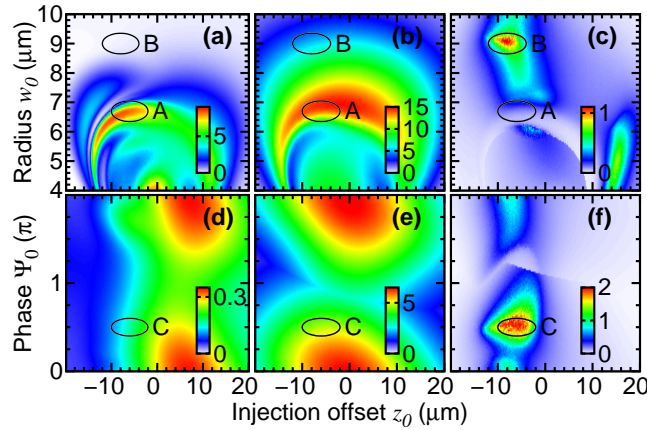 Radius w₀ (μm)
10
9
8
7
6
5
4
B
(a)
A
5
0
B
(b)
A
15
10
5
0
B
(c)
A
1
0
Phase Ψ₀ (π)
1
0
(d)
C
0.3
0
(e)
C
5
0
(f)
C
2
1
0
−10 0 10 20
−10 0 10 20
−10 0 10 20
Injection offset z₀ (μm)